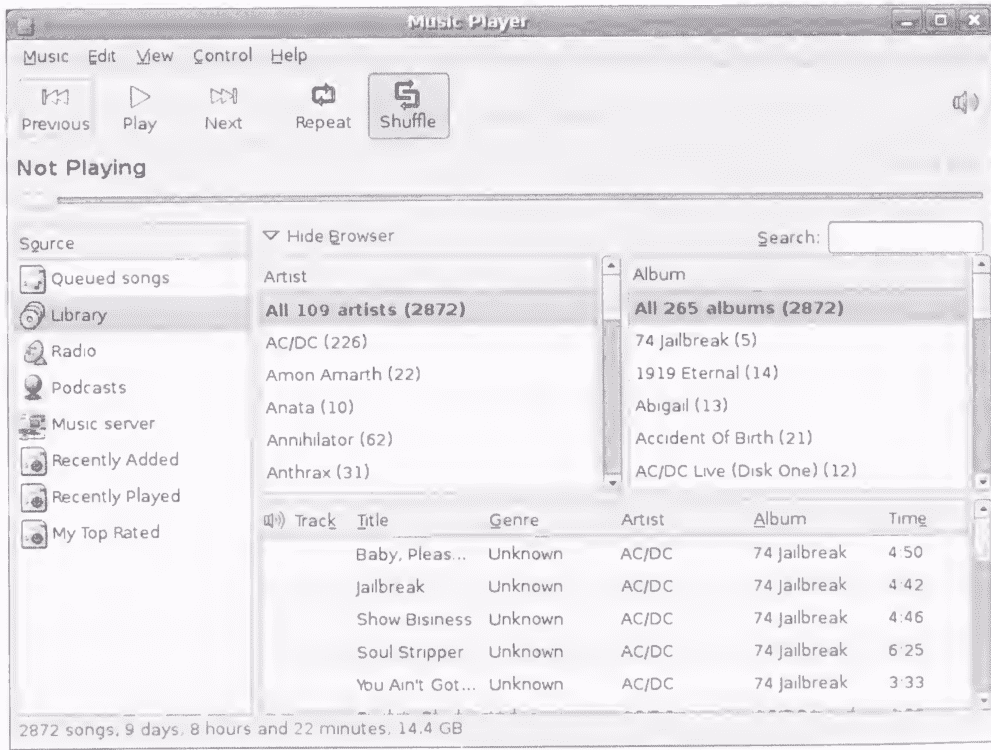 Music Player
Music Edit View Control Help
Previous Play Next Repeat Shuffle
Not Playing
Source
Queued songs
Library
Radio
Podcasts
Music server
Recently Added
Recently Played
My Top Rated
Hide Browser
Search:
Artist
All 109 artists (2872)
AC/DC (226)
Amon Amarth (22)
Anata (10)
Annihilator (62)
Anthrax (31)
Album
All 265 albums (2872)
74 Jailbreak (5)
1919 Eternal (14)
Abigail (13)
Accident Of Birth (21)
AC/DC Live (Disk One) (12)
Track Title Genre Artist Album Time
Baby, Pleas... Unknown AC/DC 74 Jailbreak 4:50
Jailbreak Unknown AC/DC 74 Jailbreak 4:42
Show Bisiness Unknown AC/DC 74 Jailbreak 4:46
Soul Stripper Unknown AC/DC 74 Jailbreak 6:25
You Ain't Got... Unknown AC/DC 74 Jailbreak 3:33
2872 songs, 9 days, 8 hours and 22 minutes, 14.4 GB